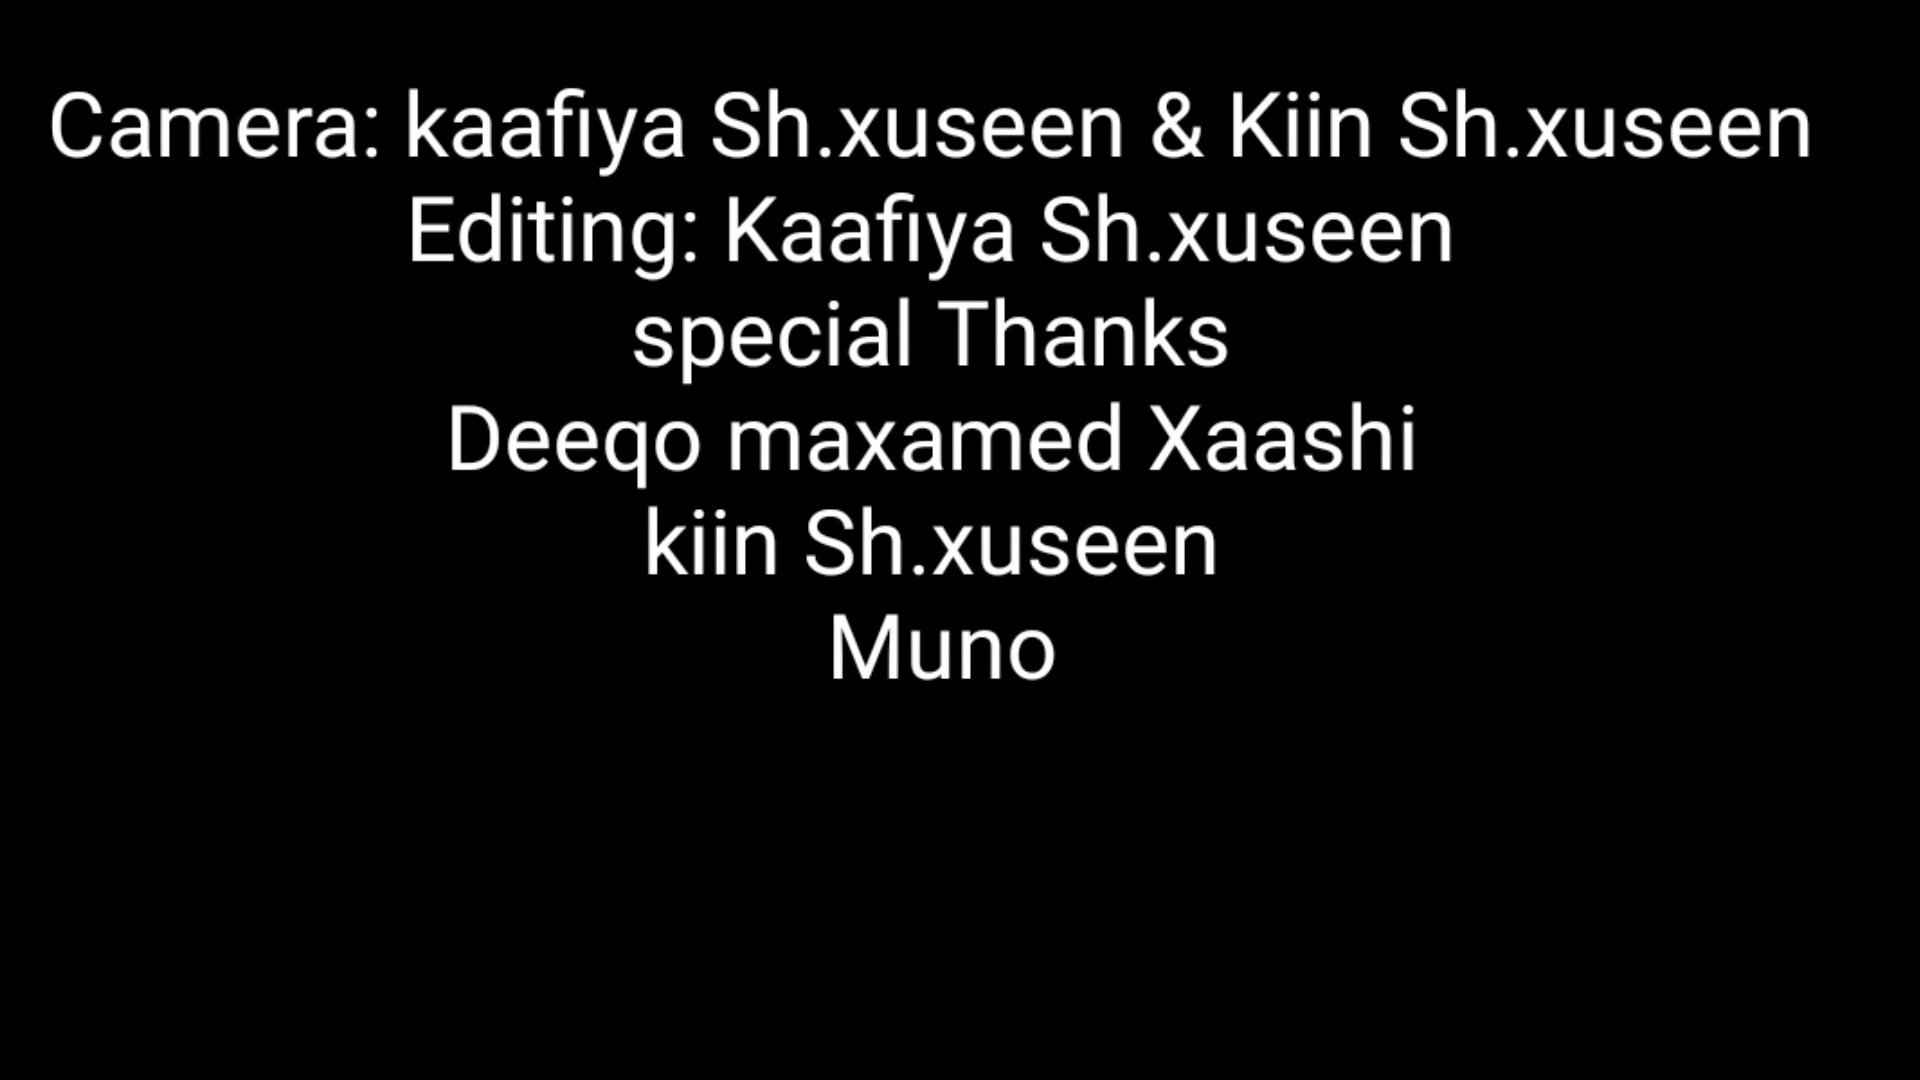 Camera: kaafiya Sh.xuseen & Kiin Sh.xuseen
Editing: Kaafiya Sh.xuseen
special Thanks
Deeqo maxamed Xaashi
kiin Sh.xuseen
Muno